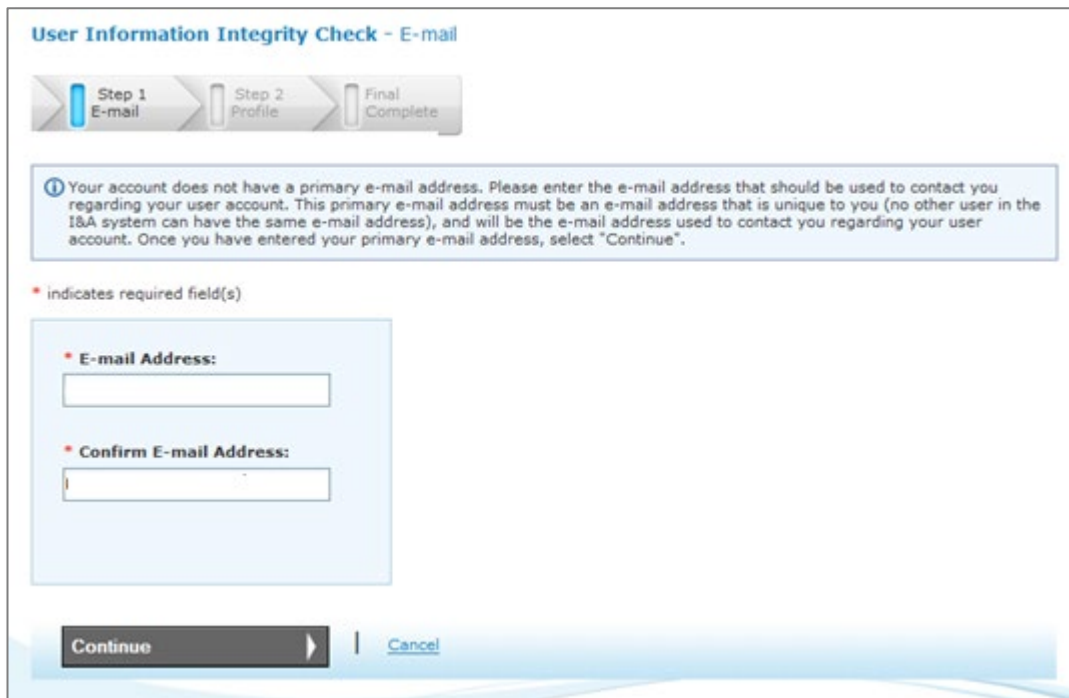 User Information Integrity Check - E-mail
Step 1
E-mail
Step 2
Profile
Final
Complete
Your account does not have a primary e-mail address. Please enter the e-mail address that should be used to contact you
regarding your user account. This primary e-mail address must be an e-mail address that is unique to you (no other user in the
I&A system can have the same e-mail address), and will be the e-mail address used to contact you regarding your user
account. Once you have entered your primary e-mail address, select "Continue".
* indicates required field(s)
* E-mail Address:
* Confirm E-mail Address:
Continue | Cancel